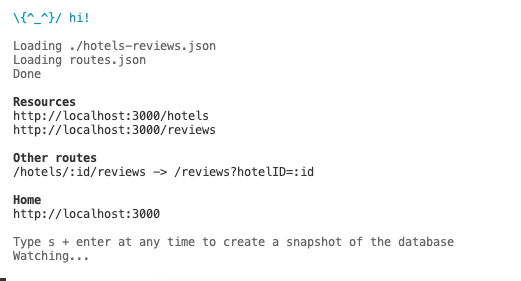 \{^_^}/ hi!
Loading ./hotels-reviews.json
Loading routes.json
Done
Resources
http://localhost:3000/hotels
http://localhost:3000/reviews
Other routes
/hotels/:id/reviews -> /reviews?hotelID=:id
Home
http://localhost:3000
Type s + enter at any time to create a snapshot of the database
Watching...